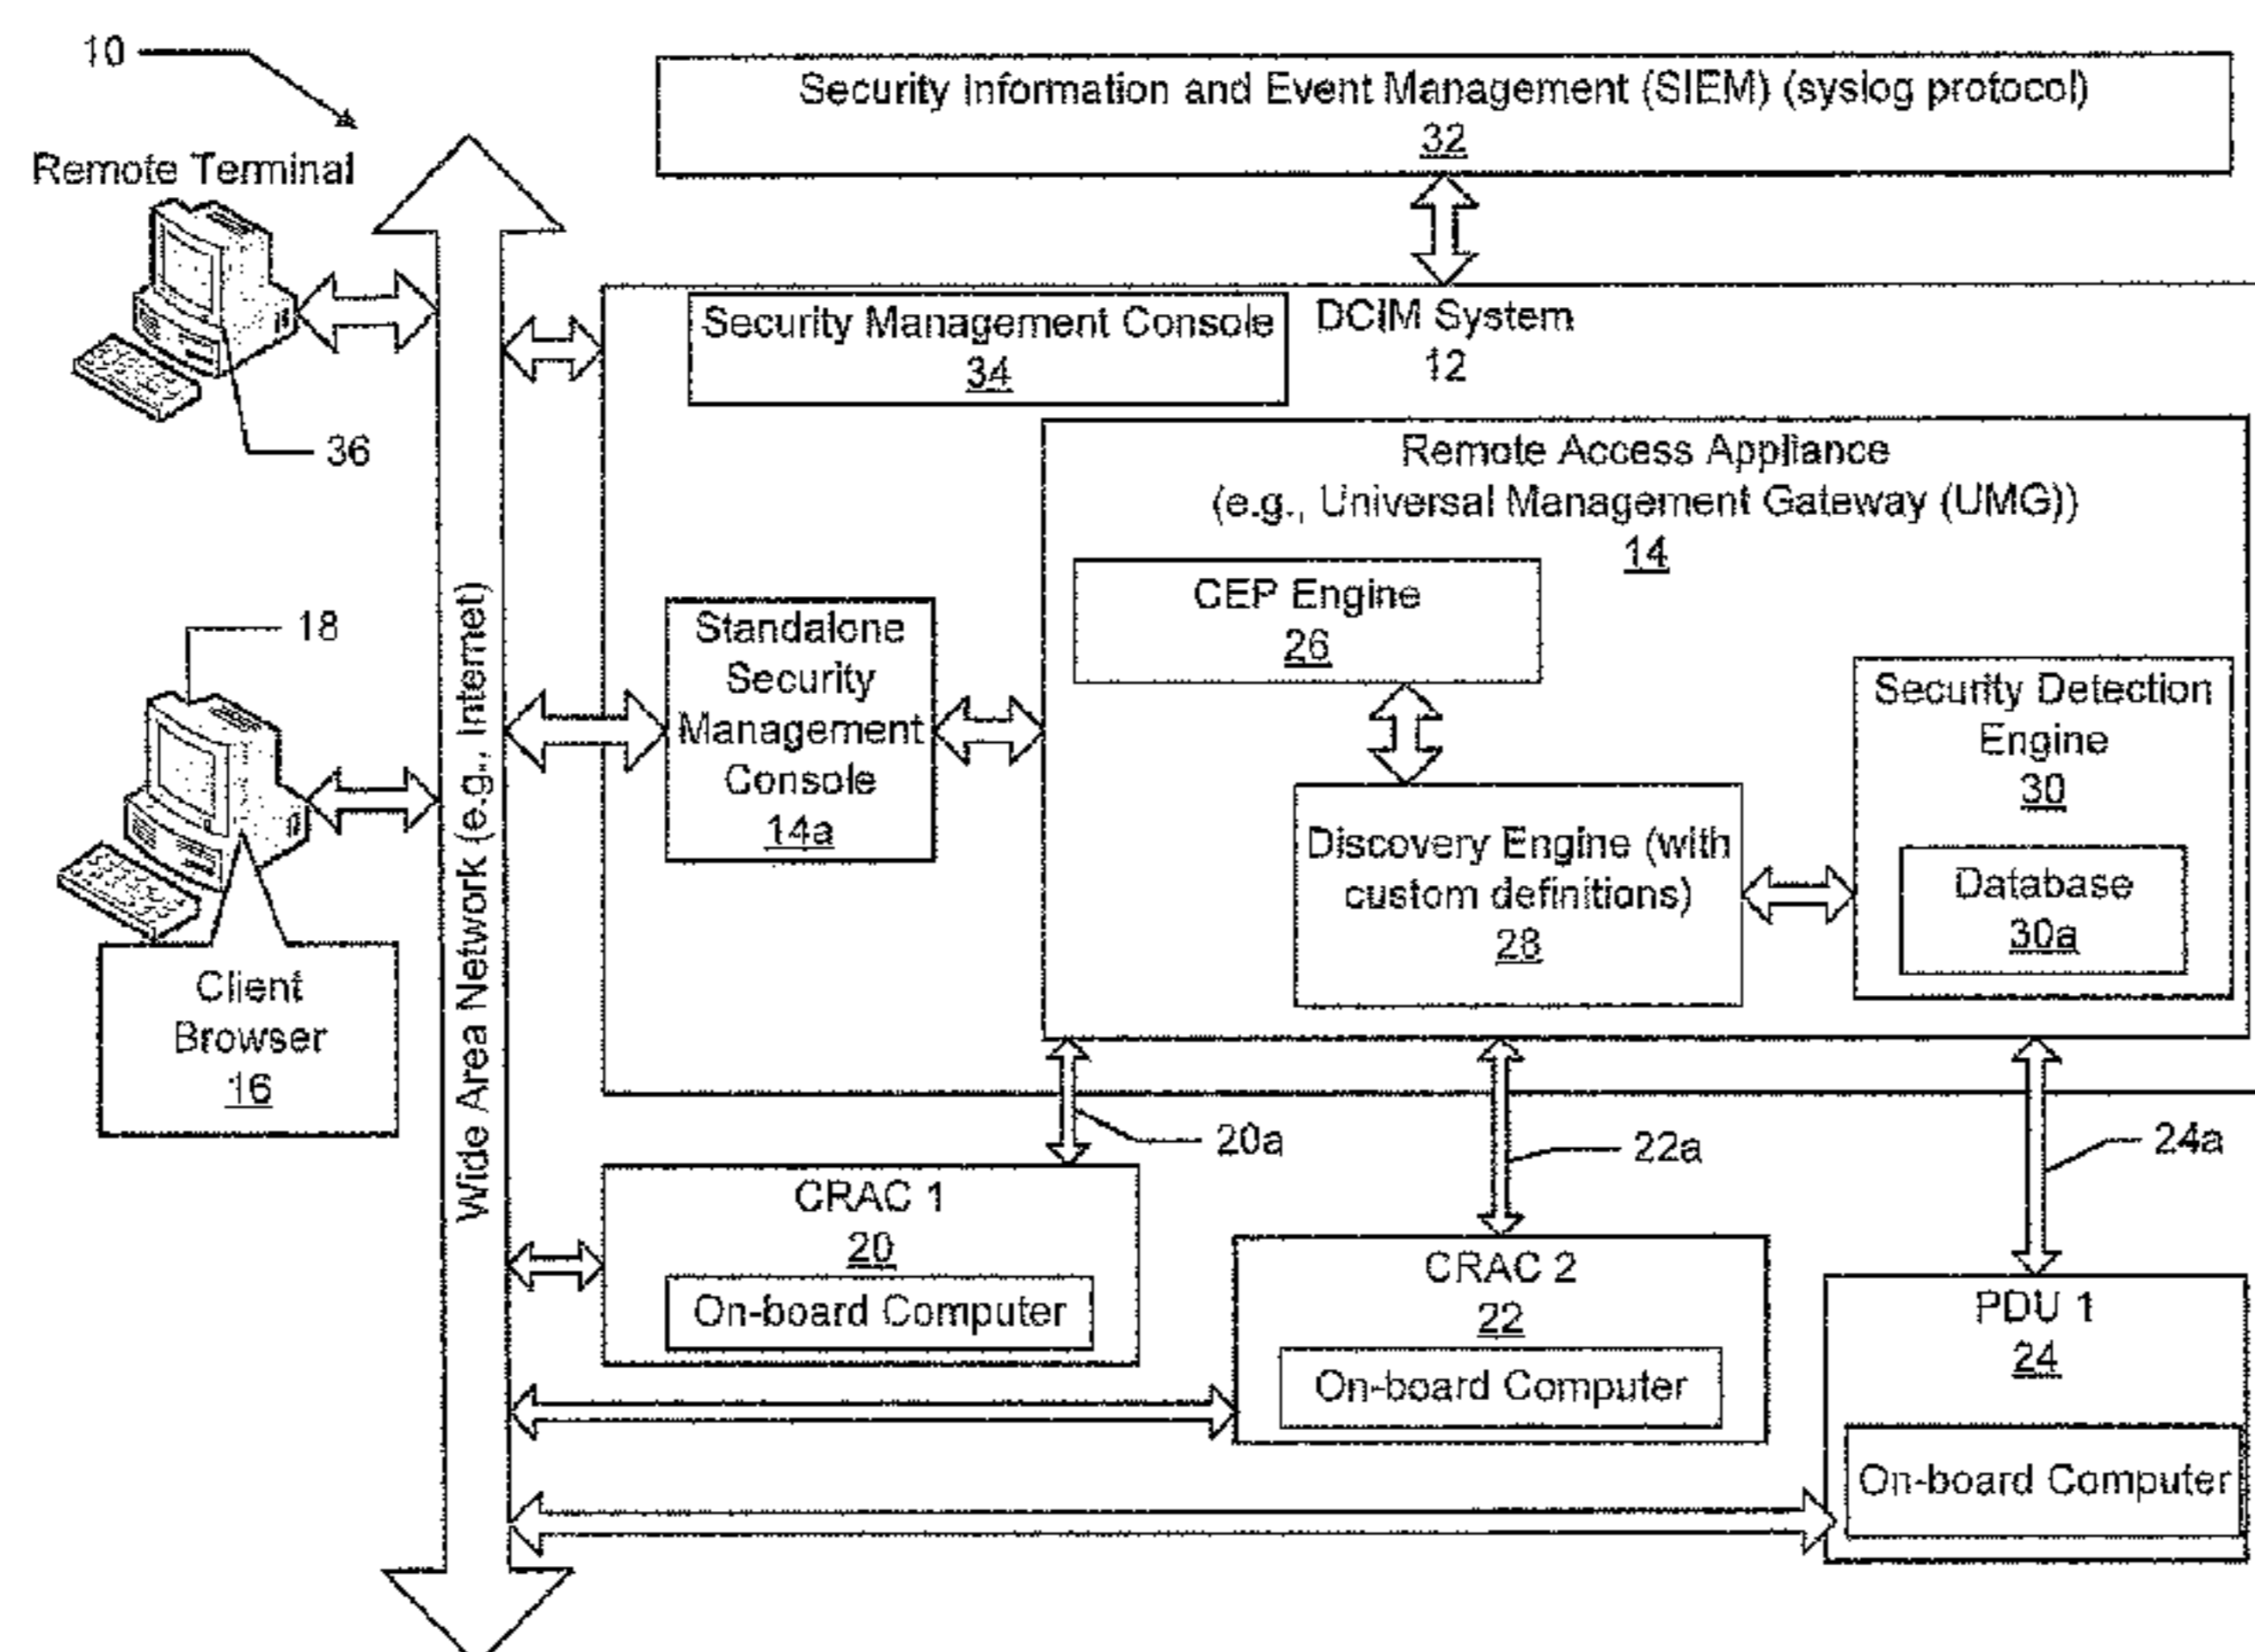 10
Security Information and Event Management (SIEM) (syslog protocol)
32
Remote Terminal
36
Security Management Console
34
DCIM System
12
Remote Access Appliance
(e.g., Universal Management Gateway (UMG))
14
CEP Engine
26
Standalone
Security
Management
Console
14a
Security Detection
Engine
30
Database
30a
Discovery Engine (with
custom definitions)
28
18
Client
Browser
16
Wide Area Network (e.g., Internet)
20a
22a
24a
CRAC 1
20
On-board Computer
CRAC 2
22
On-board Computer
PDU 1
24
On-board Computer